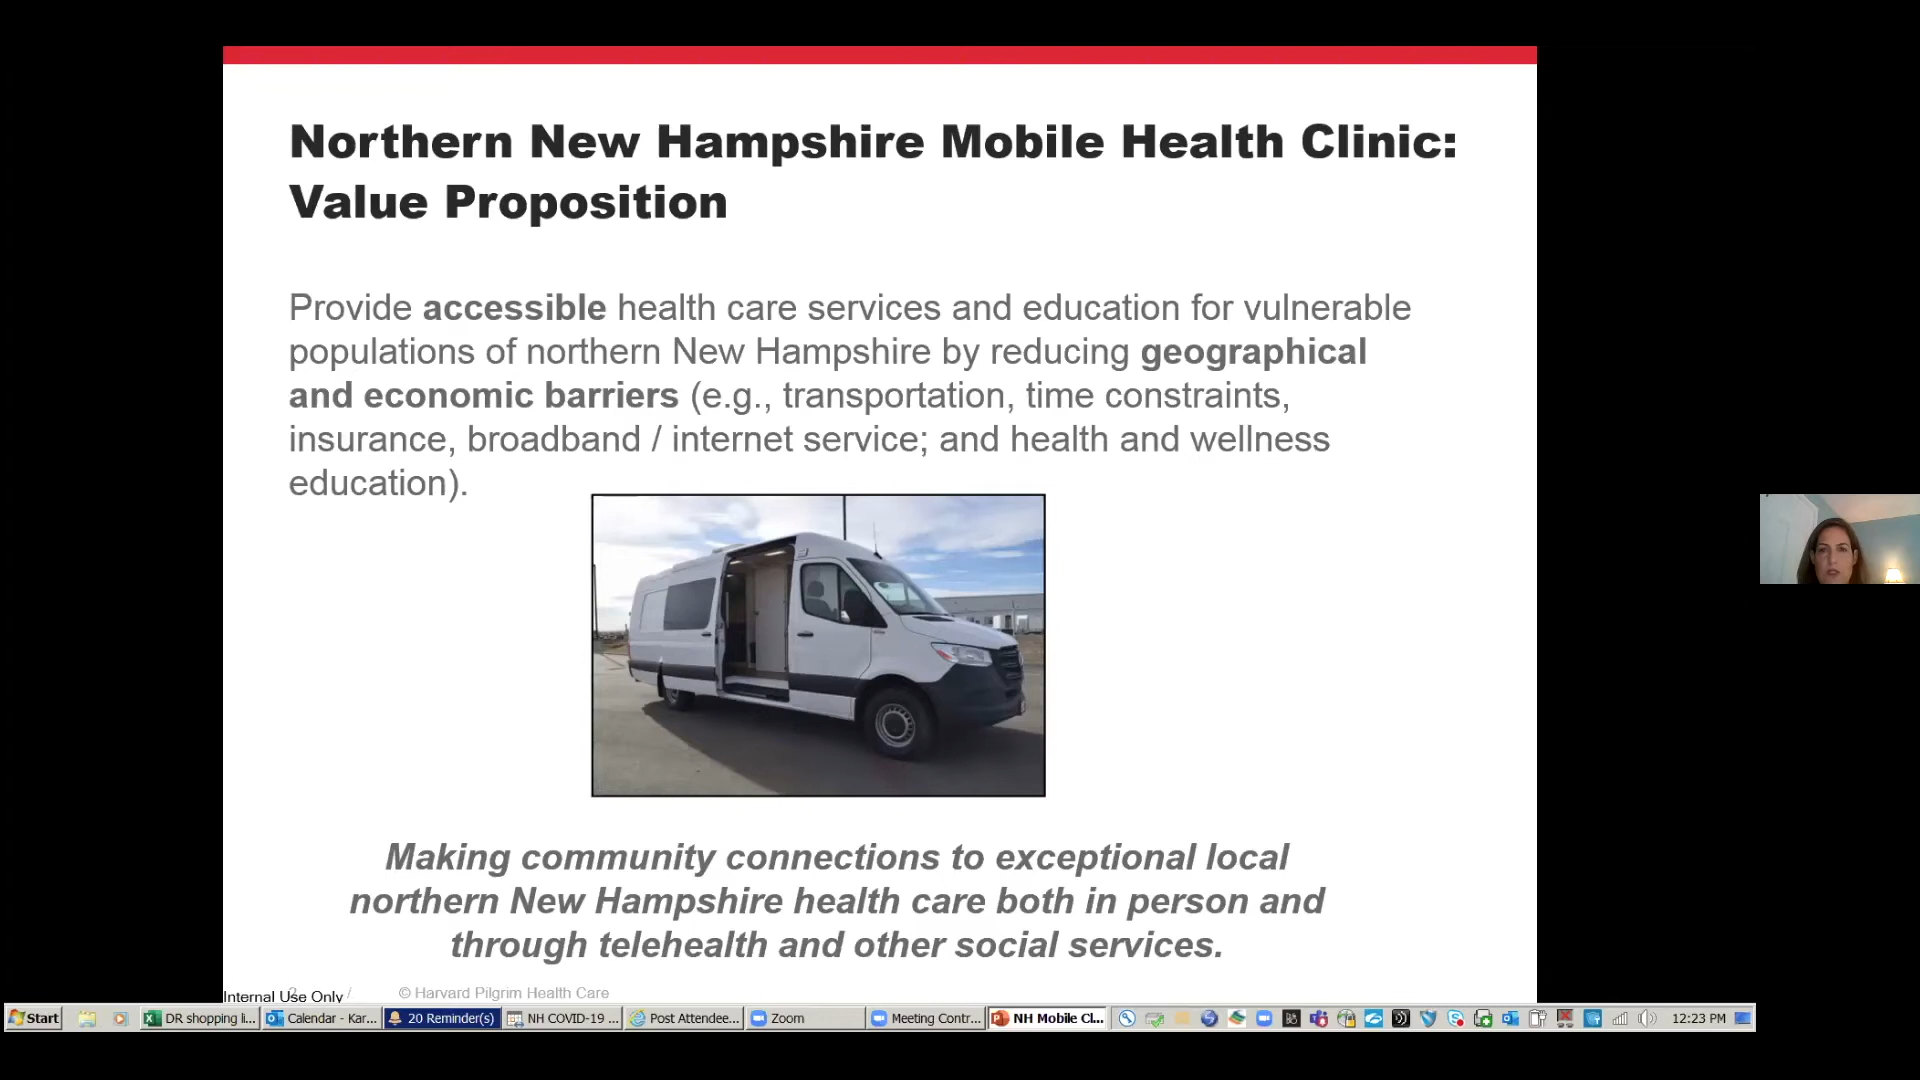 Northern New Hampshire Mobile Health Clinic:
Value Proposition
Provide accessible health care services and education for vulnerable
populations of northern New Hampshire by reducing geographical
and economic barriers (e.g., transportation, time constraints,
insurance, broadband / internet service; and health and wellness
education).
Making community connections to exceptional local
northern New Hampshire health care both in person and
through telehealth and other social services.
Internal Use Only /
© Harvard Pilgrim Health Care
Start DR shopping li... Calendar - Kar... 20 Reminder(s) NH COVID-19 ... Post Attendee... Zoom Meeting Contr... NH Mobile Cl... 12:23 PM